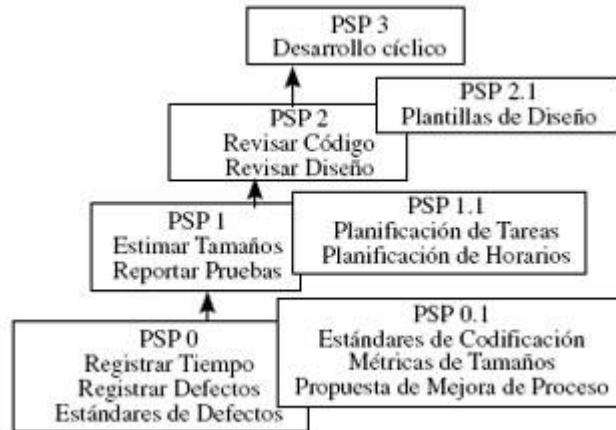 PSP 3
Desarrollo cíclico
PSP 2.1
Plantillas de Diseño
PSP 2
Revisar Código
Revisar Diseño
PSP 1.1
Planificación de Tareas
Planificación de Horarios
PSP 1
Estimar Tamaños
Reportar Pruebas
PSP 0.1
Estándares de Codificación
Métricas de Tamaños
Propuesta de Mejora de Proceso
PSP 0
Registrar Tiempo
Registrar Defectos
Estándares de Defectos